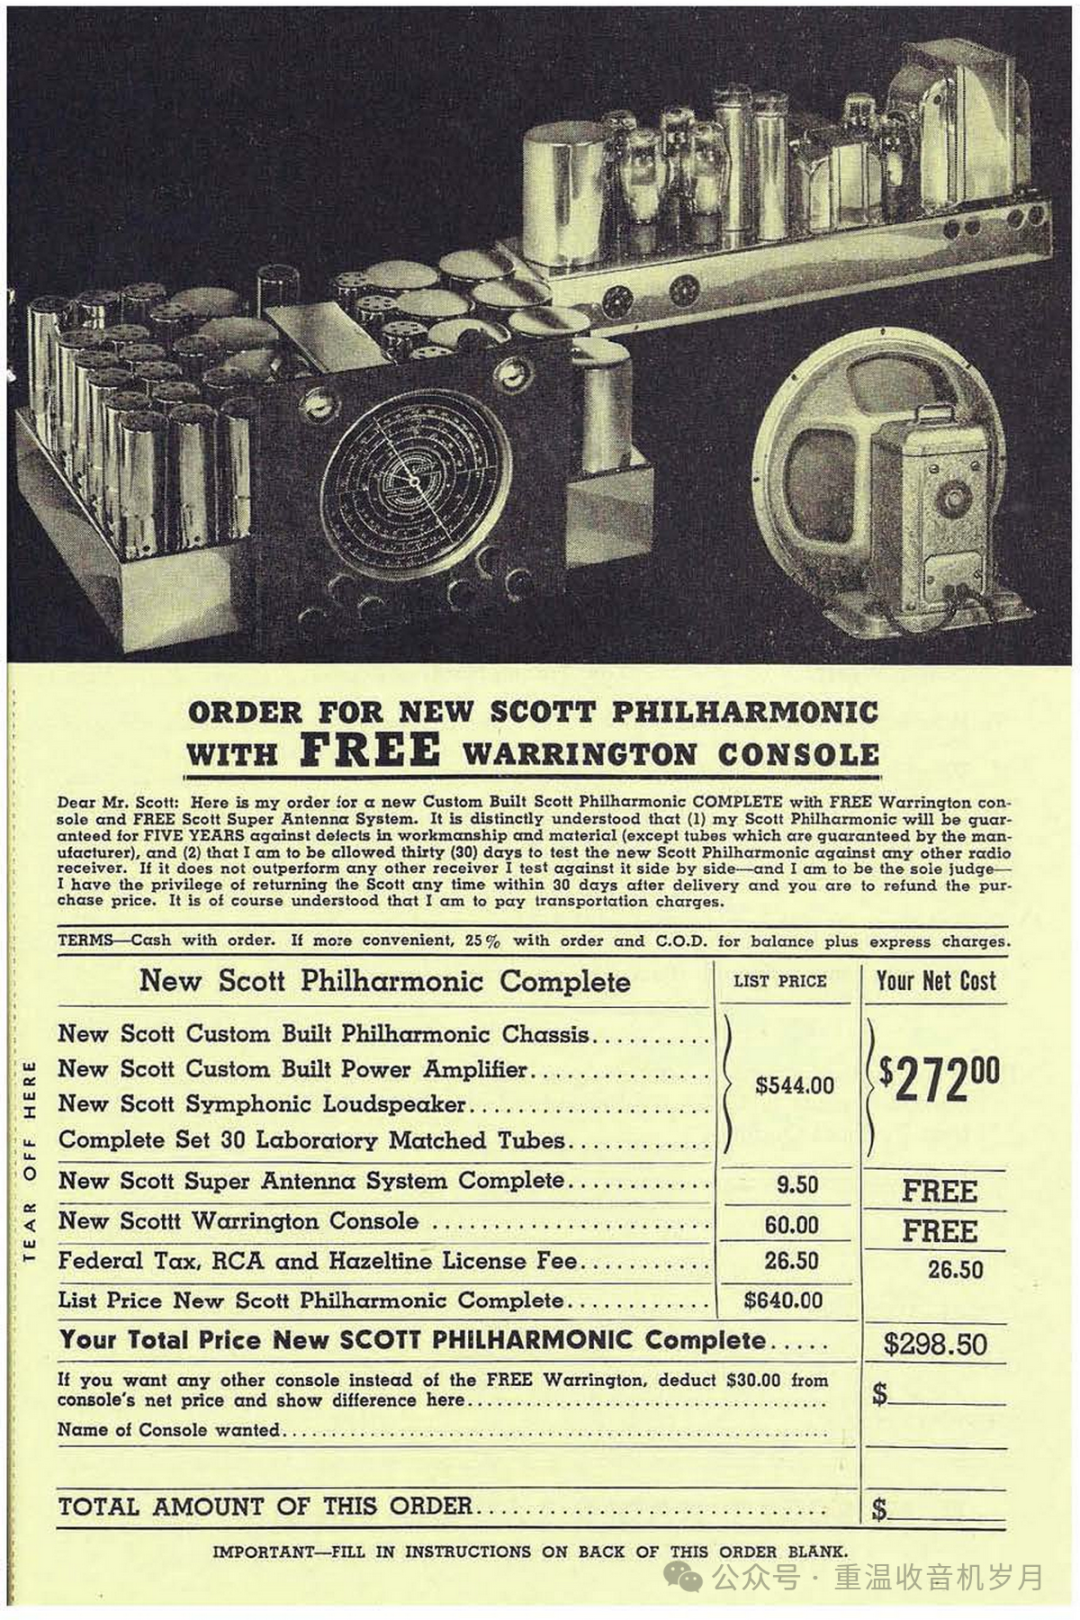 ORDER FOR NEW SCOTT PHILHARMONIC
WITH FREE WARRINGTON CONSOLE
Dear Mr. Scott: Here is my order for a new Custom Built Scott Philharmonic COMPLETE with FREE Warrington con-
sole and FREE Scott Super Antenna System. It is distinctly understood that (1) my Scott Philharmonic will be guar-
anteed for FIVE YEARS against defects in workmanship and material (except tubes which are guaranteed by the man-
ufacturer), and (2) that I am to be allowed thirty (30) days to test the new Scott Philharmonic against any other radio
receiver. If it does not outperform any other receiver I test against it side by side—and I am to be the sole judge—
I have the privilege of returning the Scott any time within 30 days after delivery and you are to refund the pur-
chase price. It is of course understood that I am to pay transportation charges.
TERMS—Cash with order. If more convenient, 25% with order and C.O.D. for balance plus express charges.
New Scott Philharmonic Complete LIST PRICE Your Net Cost
New Scott Custom Built Philharmonic Chassis..........
New Scott Custom Built Power Amplifier...............
New Scott Symphonic Loudspeaker.....................
Complete Set 30 Laboratory Matched Tubes............
$544.00 $272.00
New Scott Super Antenna System Complete............ 9.50 FREE
New Scottt Warrington Console ........................ 60.00 FREE
Federal Tax, RCA and Hazeltine License Fee........... 26.50 26.50
List Price New Scott Philharmonic Complete............ $640.00
Your Total Price New SCOTT PHILHARMONIC Complete..... $298.50
If you want any other console instead of the FREE Warrington, deduct $30.00 from
console's net price and show difference here.................................... $
Name of Console wanted.......................................................
TOTAL AMOUNT OF THIS ORDER............................. $
IMPORTANT—FILL IN INSTRUCTIONS ON BACK OF THIS ORDER BLANK.
TEAR OFF HERE
公众号 · 重温收音机岁月